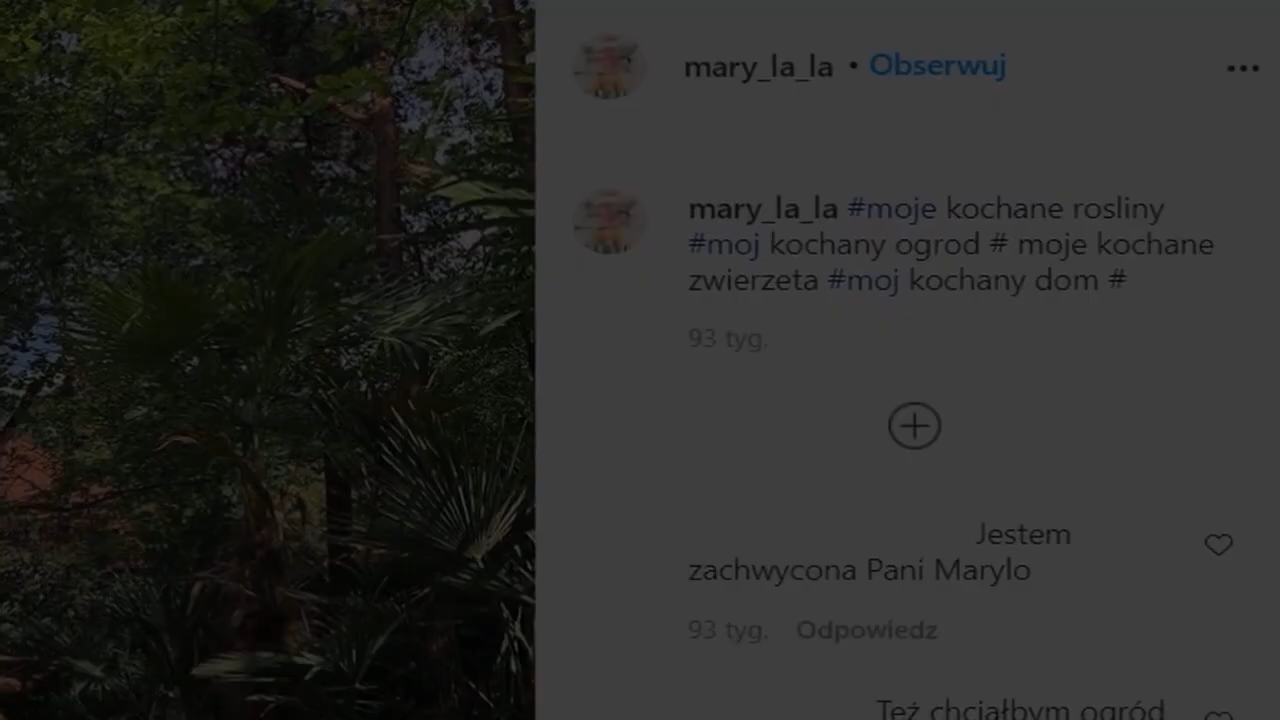 mary_la_la • Obserwuj
mary_la_la #moje kochane rosliny
#moj kochany ogrod # moje kochane
zwierzeta #moj kochany dom #
93 tyg.
Jestem
zachwycona Pani Marylo
93 tyg. Odpowiedz
Też chciałbym ogród